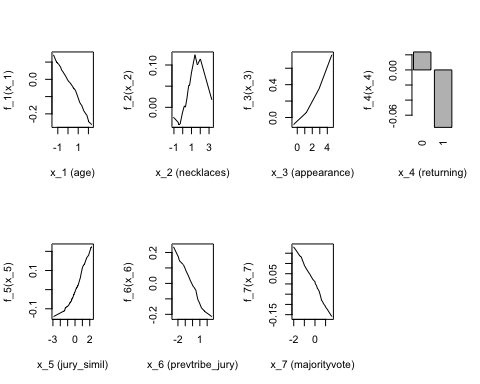 f_1(x_1)
0.0
-0.2
-1 1
x_1 (age)
f_2(x_2)
0.10
0.00
-1 1 3
x_2 (necklaces)
f_3(x_3)
0.4
0.0
0 2 4
x_3 (appearance)
f_4(x_4)
0.00
-0.06
0 1
x_4 (returning)
f_5(x_5)
0.1
-0.1
-3 0 2
x_5 (jury_simil)
f_6(x_6)
0.2
0.0
-0.2
-2 1
x_6 (prevtribe_jury)
f_7(x_7)
0.05
-0.15
-2 0
x_7 (majorityvote)